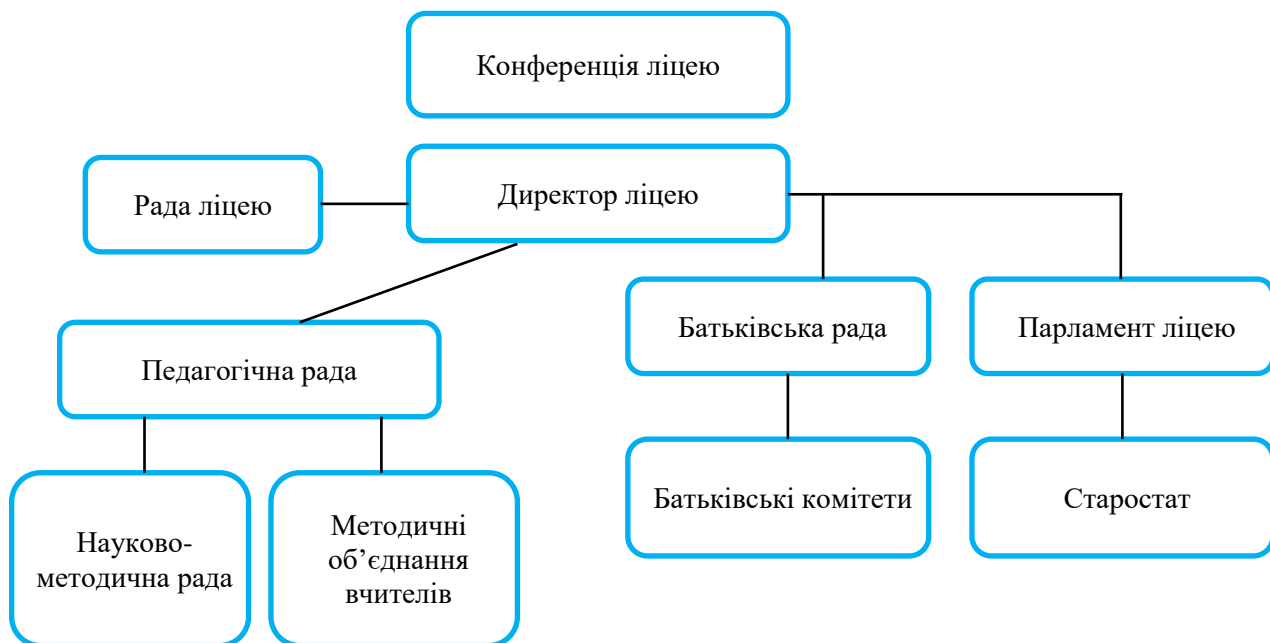 Конференція ліцею
Рада ліцею
Директор ліцею
Педагогічна рада
Батьківська рада
Парламент ліцею
Науково-
методична рада
Методичні
об’єднання
вчителів
Батьківські комітети
Старостат